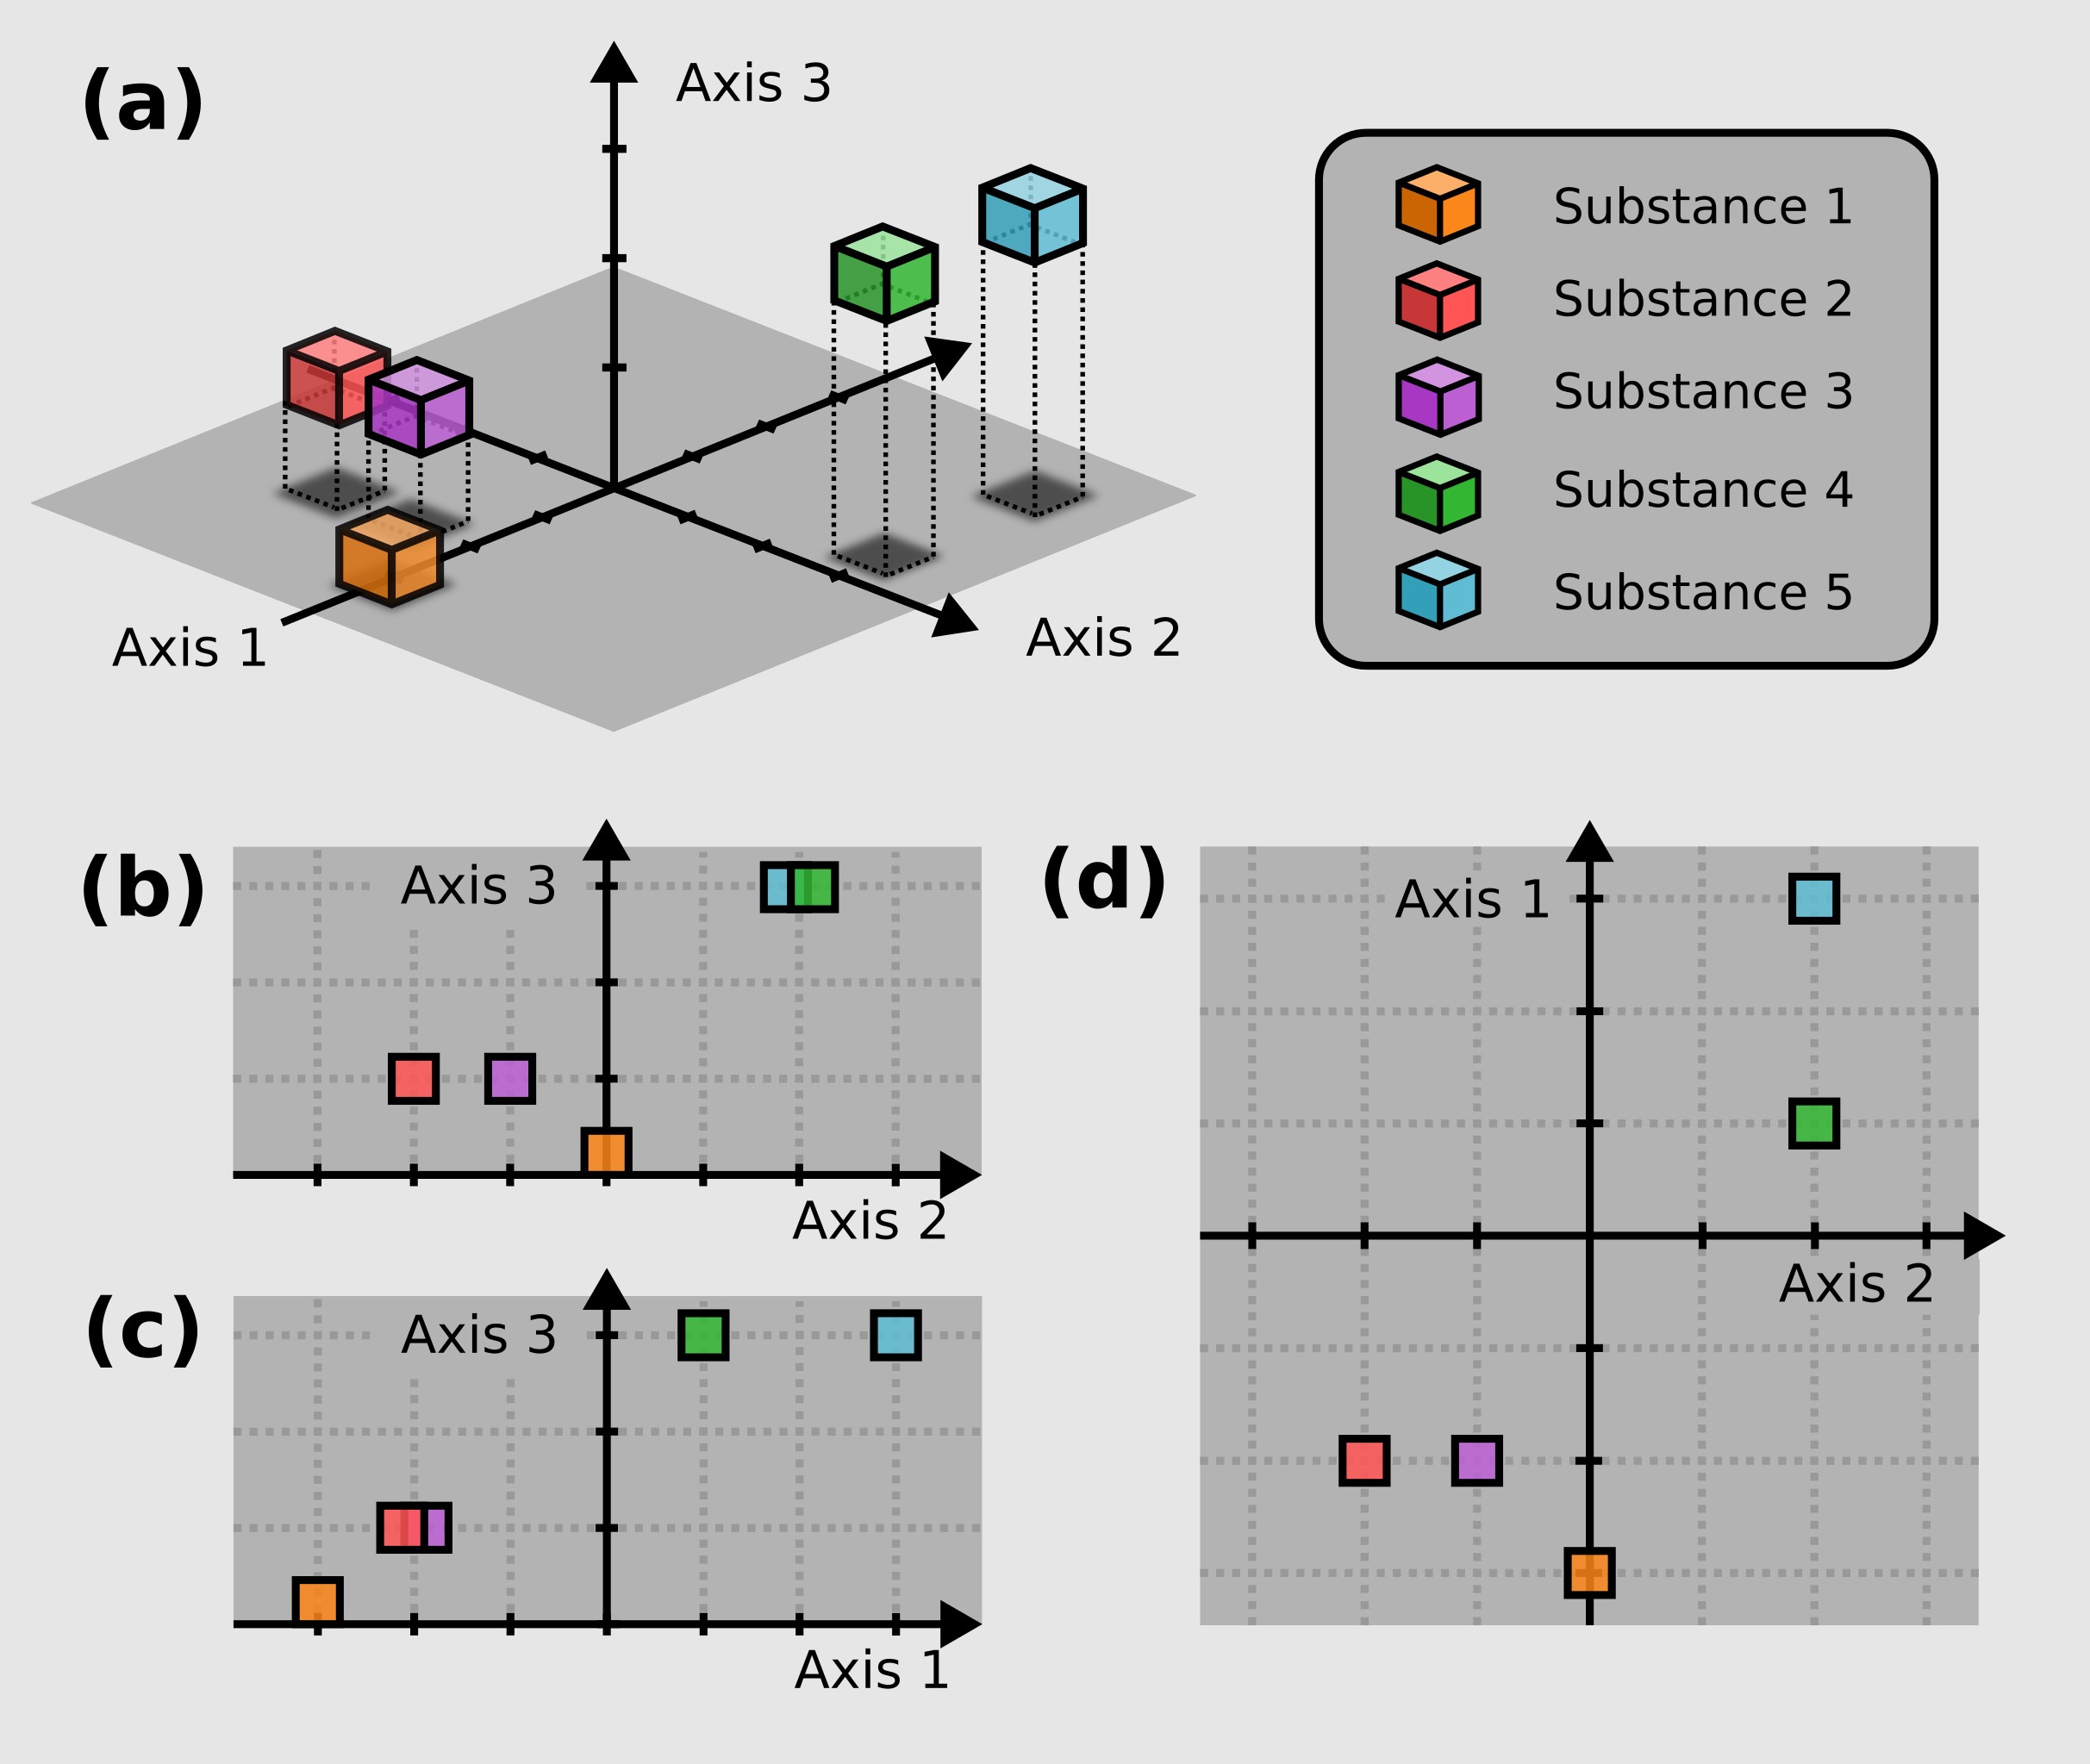 (a)
Axis 3
Axis 1
Axis 2
Substance 1
Substance 2
Substance 3
Substance 4
Substance 5
(b)
Axis 3
Axis 2
(c)
Axis 3
Axis 1
(d)
Axis 1
Axis 2